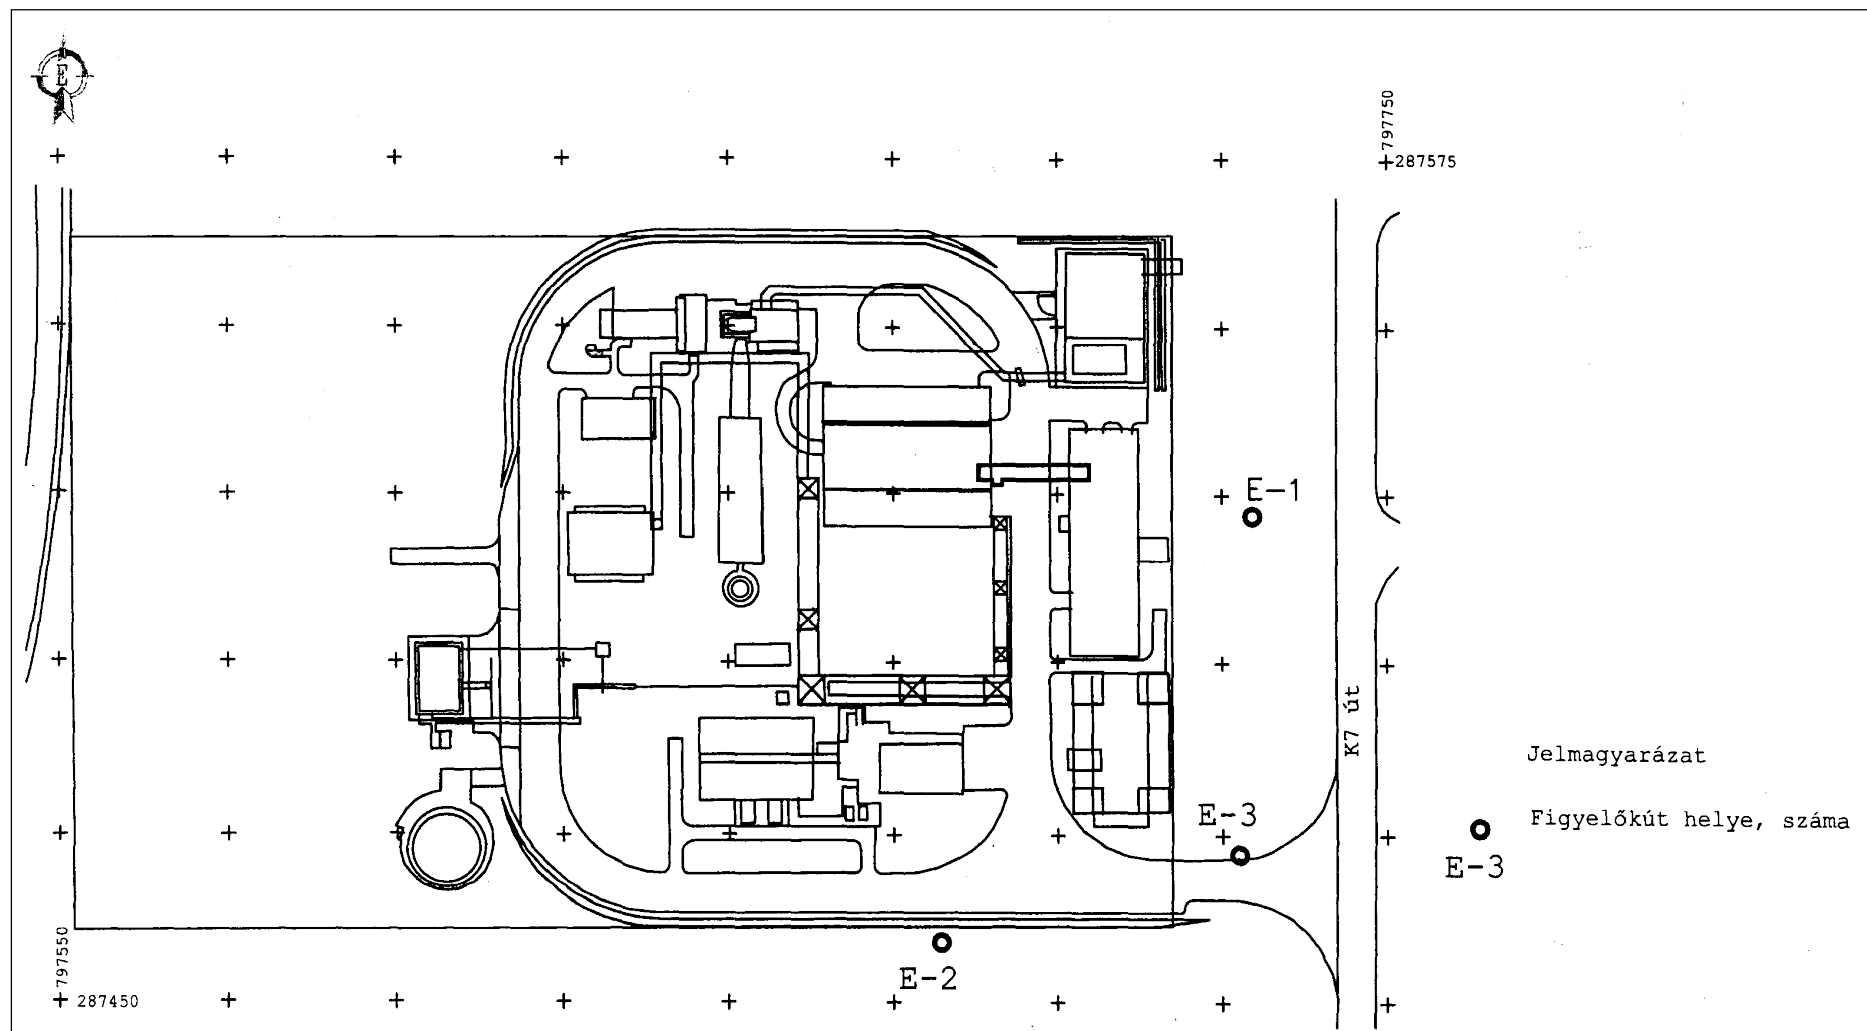 E
797750
287575
E-1
K7 út
Jelmagyarázat
E-3
Figyelőkút helye, száma
E-3
797550
E-2
287450